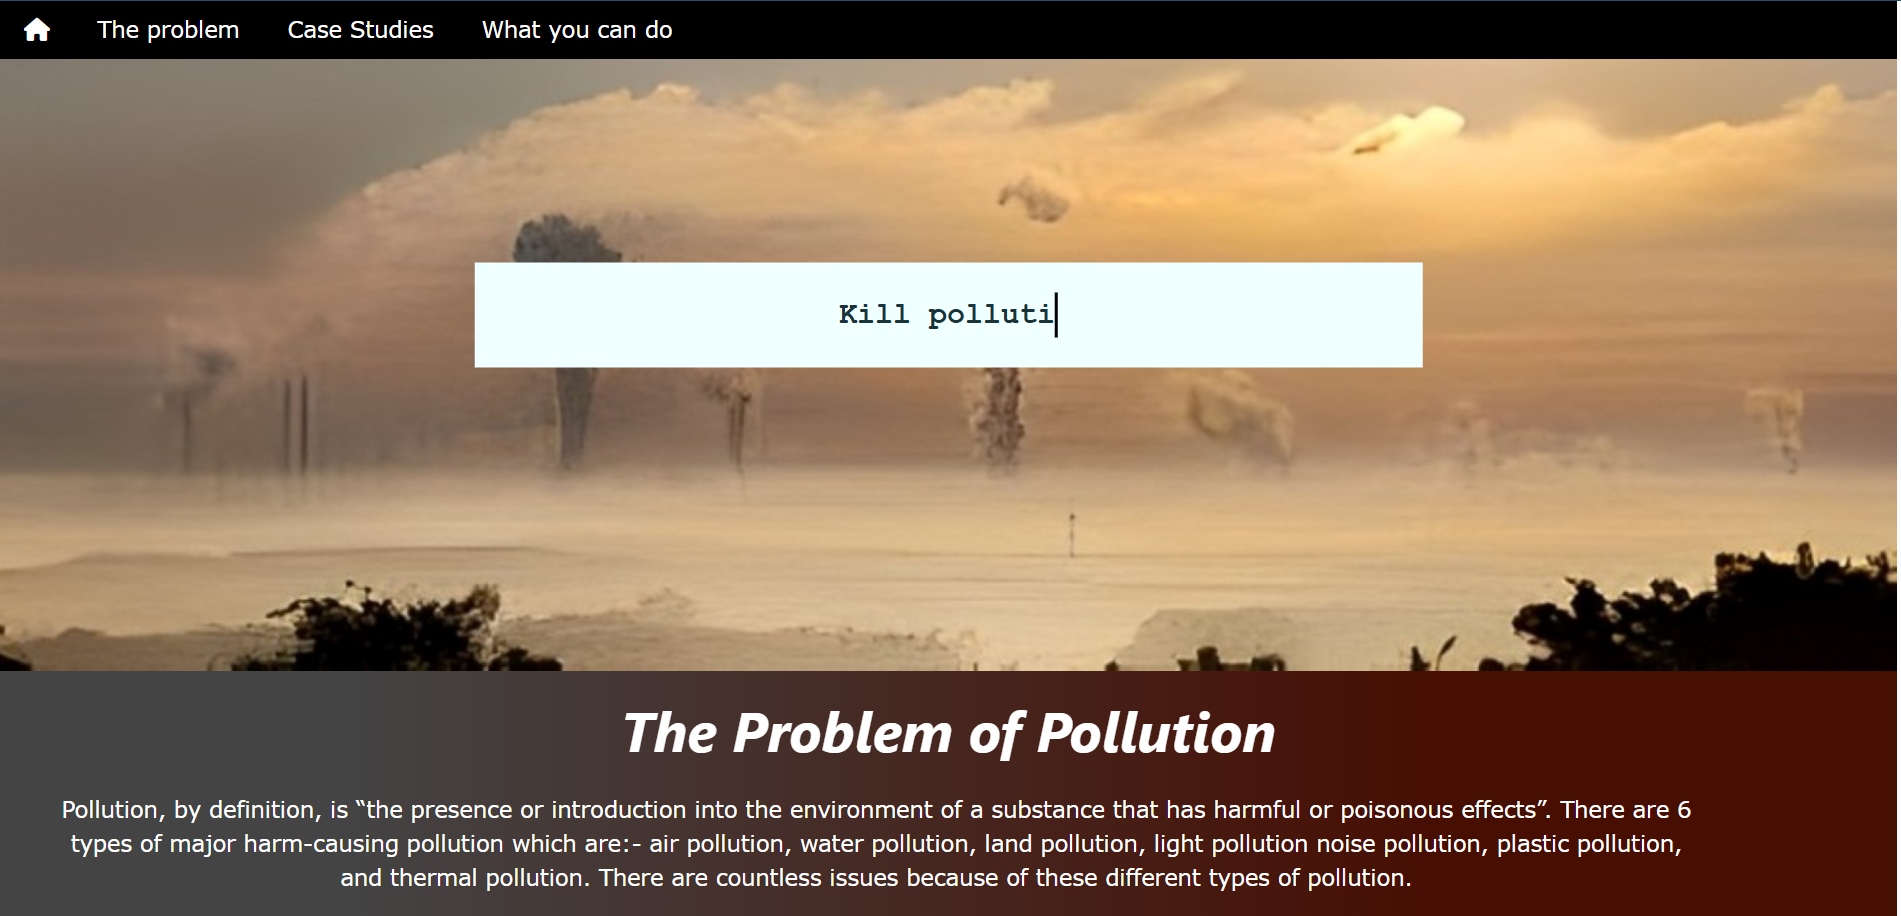 The problem Case Studies What you can do
Kill polluti
The Problem of Pollution
Pollution, by definition, is “the presence or introduction into the environment of a substance that has harmful or poisonous effects”. There are 6
types of major harm-causing pollution which are:- air pollution, water pollution, land pollution, light pollution noise pollution, plastic pollution,
and thermal pollution. There are countless issues because of these different types of pollution.